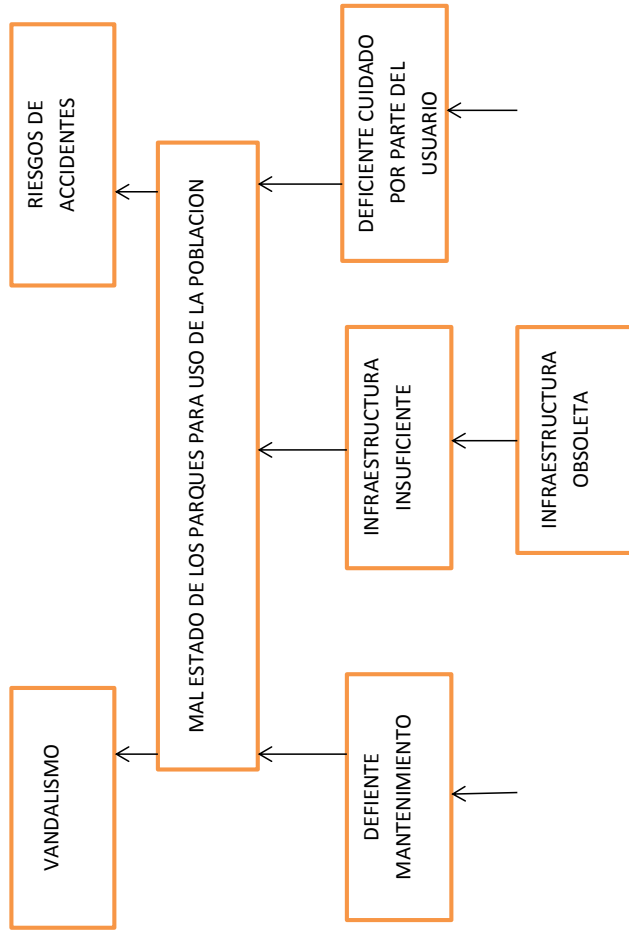 VANDALISMO
RIESGOS DE
ACCIDENTES
MAL ESTADO DE LOS PARQUES PARA USO DE LA POBLACION
DEFIENTE
MANTENIMIENTO
INFRAESTRUCTURA
INSUFICIENTE
DEFICIENTE CUIDADO
POR PARTE DEL
USUARIO
INFRAESTRUCTURA
OBSOLETA